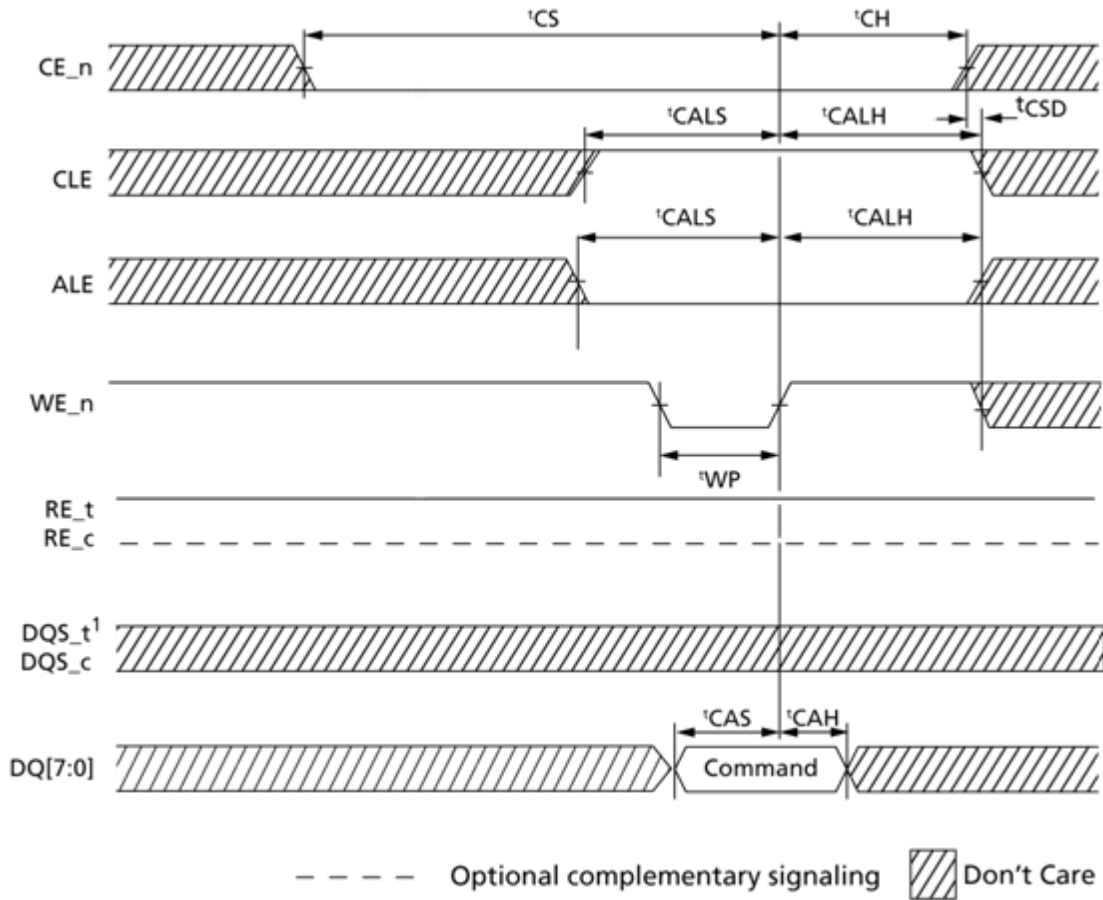 ᵗCS ᵗCH
CE_n
ᵗCALS ᵗCALH ᵗCSD
CLE
ᵗCALS ᵗCALH
ALE
WE_n
ᵗWP
RE_t
RE_c
DQS_t¹
DQS_c
ᵗCAS ᵗCAH
DQ[7:0] Command
Optional complementary signaling Don't Care